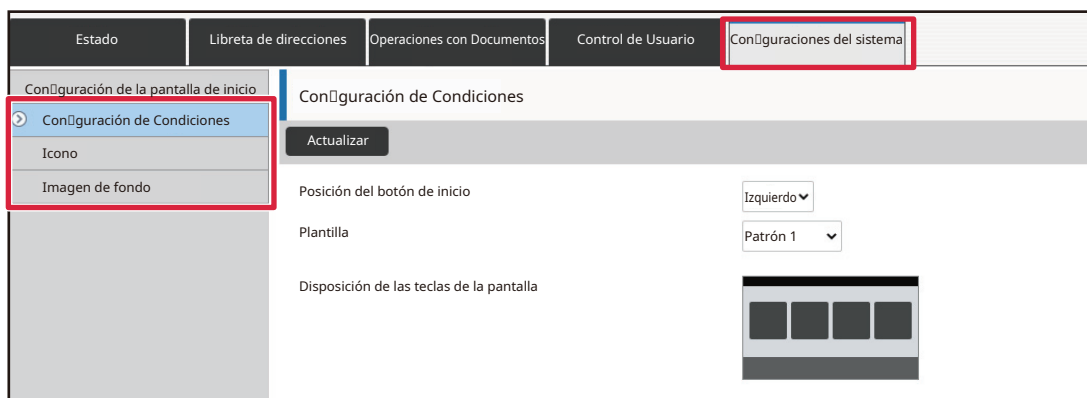 Estado
Libreta de direcciones
Operaciones con Documentos
Control de Usuario
Con▯guraciones del sistema
Con▯guración de la pantalla de inicio
Con▯guración de Condiciones
Icono
Imagen de fondo
Con▯guración de Condiciones
Actualizar
Posición del botón de inicio
Izquierdo
Plantilla
Patrón 1
Disposición de las teclas de la pantalla